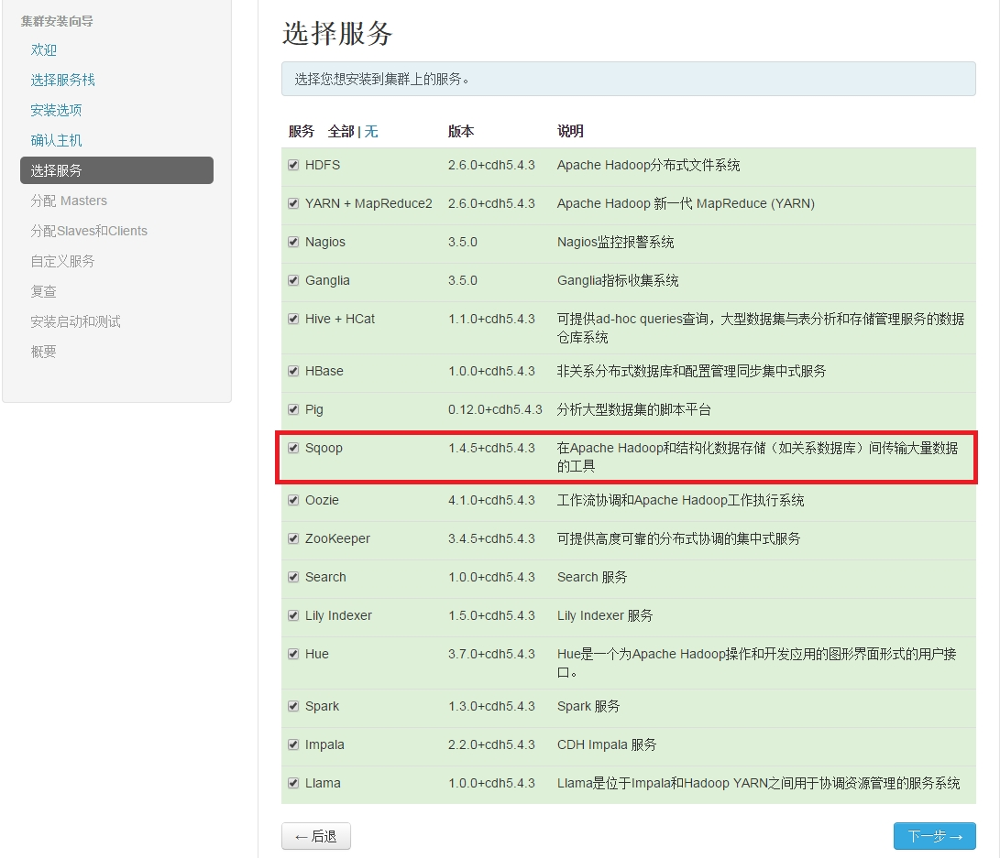 集群安装向导
欢迎
选择服务栈
安装选项
确认主机
选择服务
分配 Masters
分配Slaves和Clients
自定义服务
复查
安装启动和测试
概要
选择服务
选择您想安装到集群上的服务。
服务 全部 | 无 版本 说明
HDFS 2.6.0+cdh5.4.3 Apache Hadoop分布式文件系统
YARN + MapReduce2 2.6.0+cdh5.4.3 Apache Hadoop 新一代 MapReduce (YARN)
Nagios 3.5.0 Nagios监控报警系统
Ganglia 3.5.0 Ganglia指标收集系统
Hive + HCat 1.1.0+cdh5.4.3 可提供ad-hoc queries查询，大型数据集与表分析和存储管理服务的数据
仓库系统
HBase 1.0.0+cdh5.4.3 非关系分布式数据库和配置管理同步集中式服务
Pig 0.12.0+cdh5.4.3 分析大型数据集的脚本平台
Sqoop 1.4.5+cdh5.4.3 在Apache Hadoop和结构化数据存储（如关系数据库）间传输大量数据
的工具
Oozie 4.1.0+cdh5.4.3 工作流协调和Apache Hadoop工作执行系统
ZooKeeper 3.4.5+cdh5.4.3 可提供高度可靠的分布式协调的集中式服务
Search 1.0.0+cdh5.4.3 Search 服务
Lily Indexer 1.5.0+cdh5.4.3 Lily Indexer 服务
Hue 3.7.0+cdh5.4.3 Hue是一个为Apache Hadoop操作和开发应用的图形界面形式的用户接
口。
Spark 1.3.0+cdh5.4.3 Spark 服务
Impala 2.2.0+cdh5.4.3 CDH Impala 服务
Llama 1.0.0+cdh5.4.3 Llama是位于Impala和Hadoop YARN之间用于协调资源管理的服务系统
←后退 下一步→